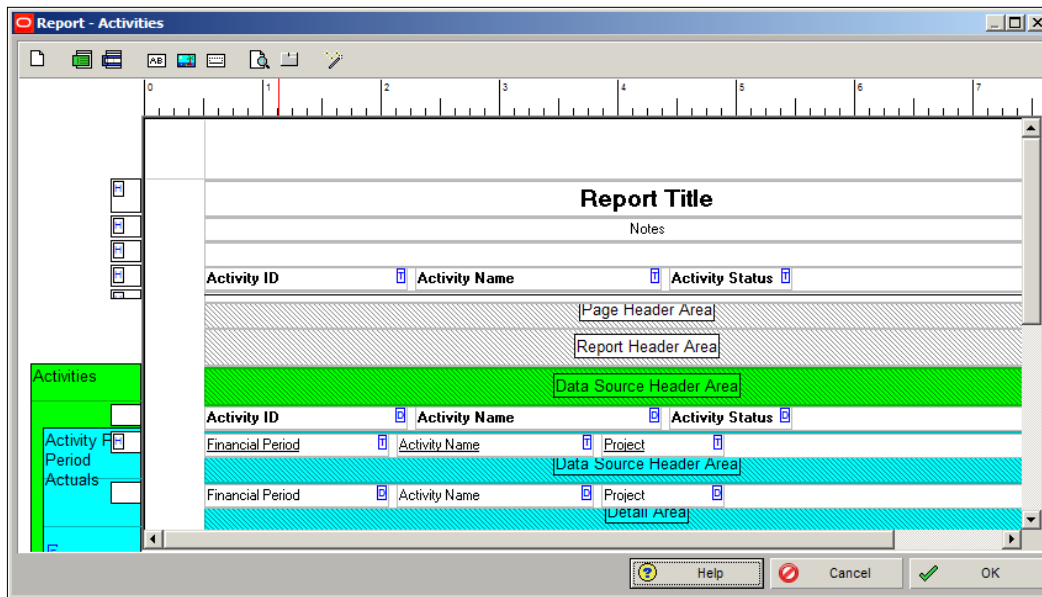 Report - Activities
AB
0 1 2 3 4 5 6 7
H
Report Title
H
Notes
H
H
Activity ID T Activity Name T Activity Status T
Page Header Area
Report Header Area
Activities
Data Source Header Area
Activity ID D Activity Name D Activity Status D
Activity P H
Period
Actuals
Financial Period T Activity Name T Project T
Data Source Header Area
Financial Period D Activity Name D Project D
Detail Area
Help Cancel OK